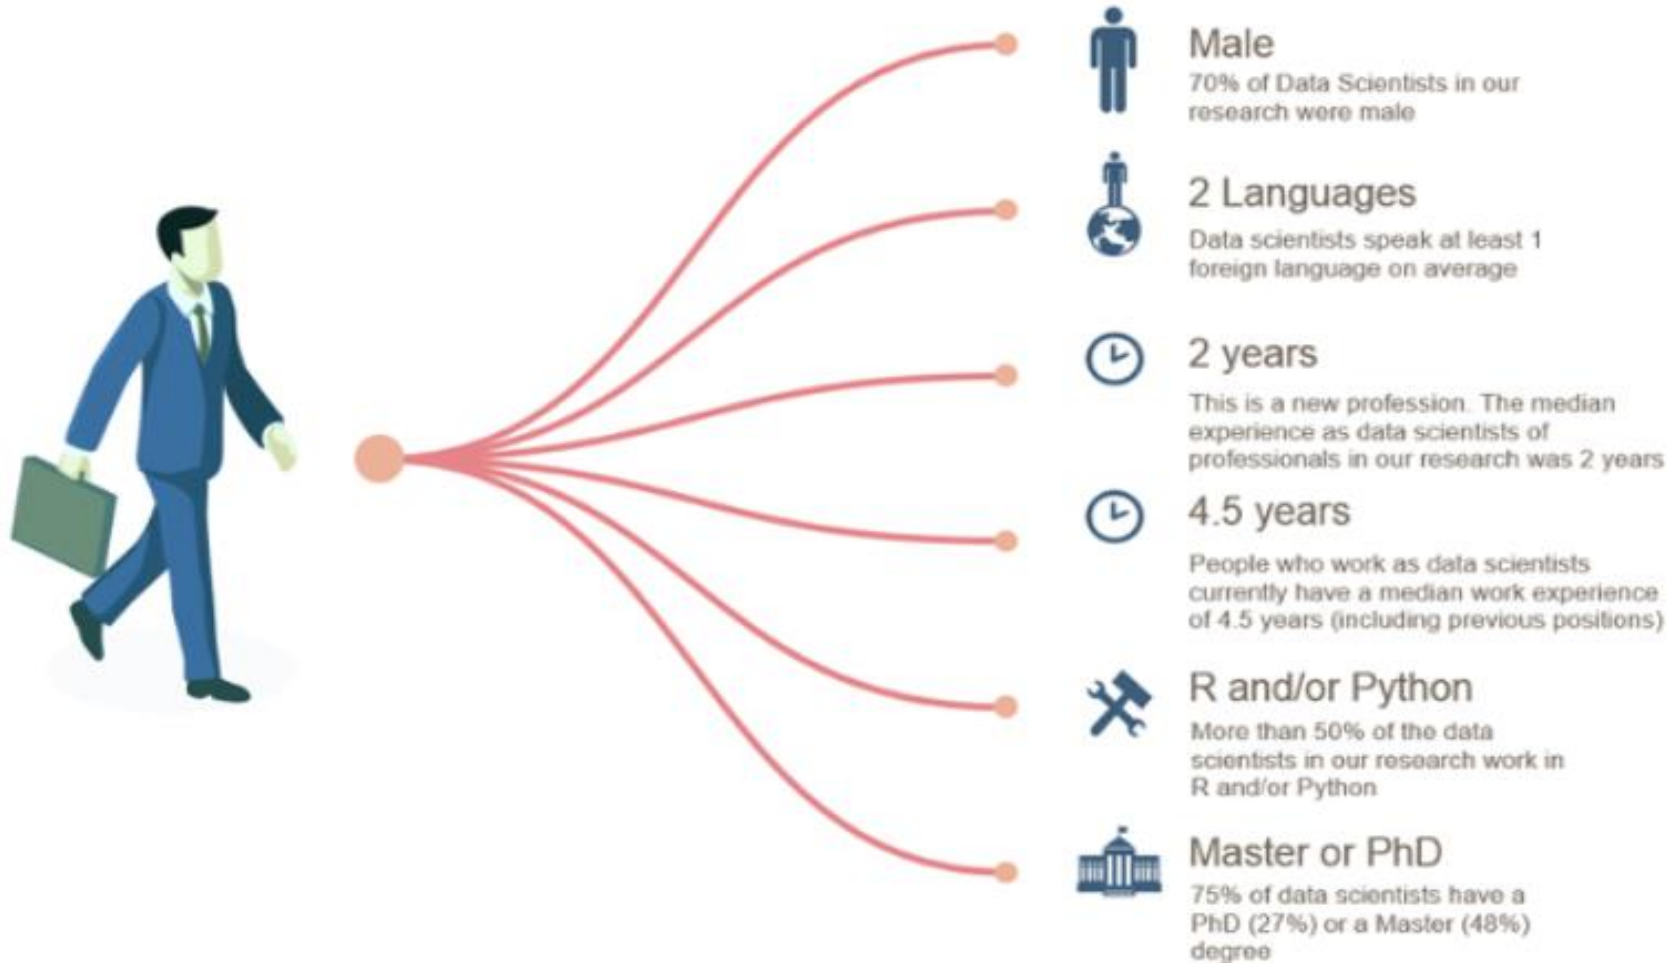 Male
70% of Data Scientists in our
research were male
2 Languages
Data scientists speak at least 1
foreign language on average
2 years
This is a new profession. The median
experience as data scientists of
professionals in our research was 2 years
4.5 years
People who work as data scientists
currently have a median work experience
of 4.5 years (including previous positions)
R and/or Python
More than 50% of the data
scientists in our research work in
R and/or Python
Master or PhD
75% of data scientists have a
PhD (27%) or a Master (48%)
degree